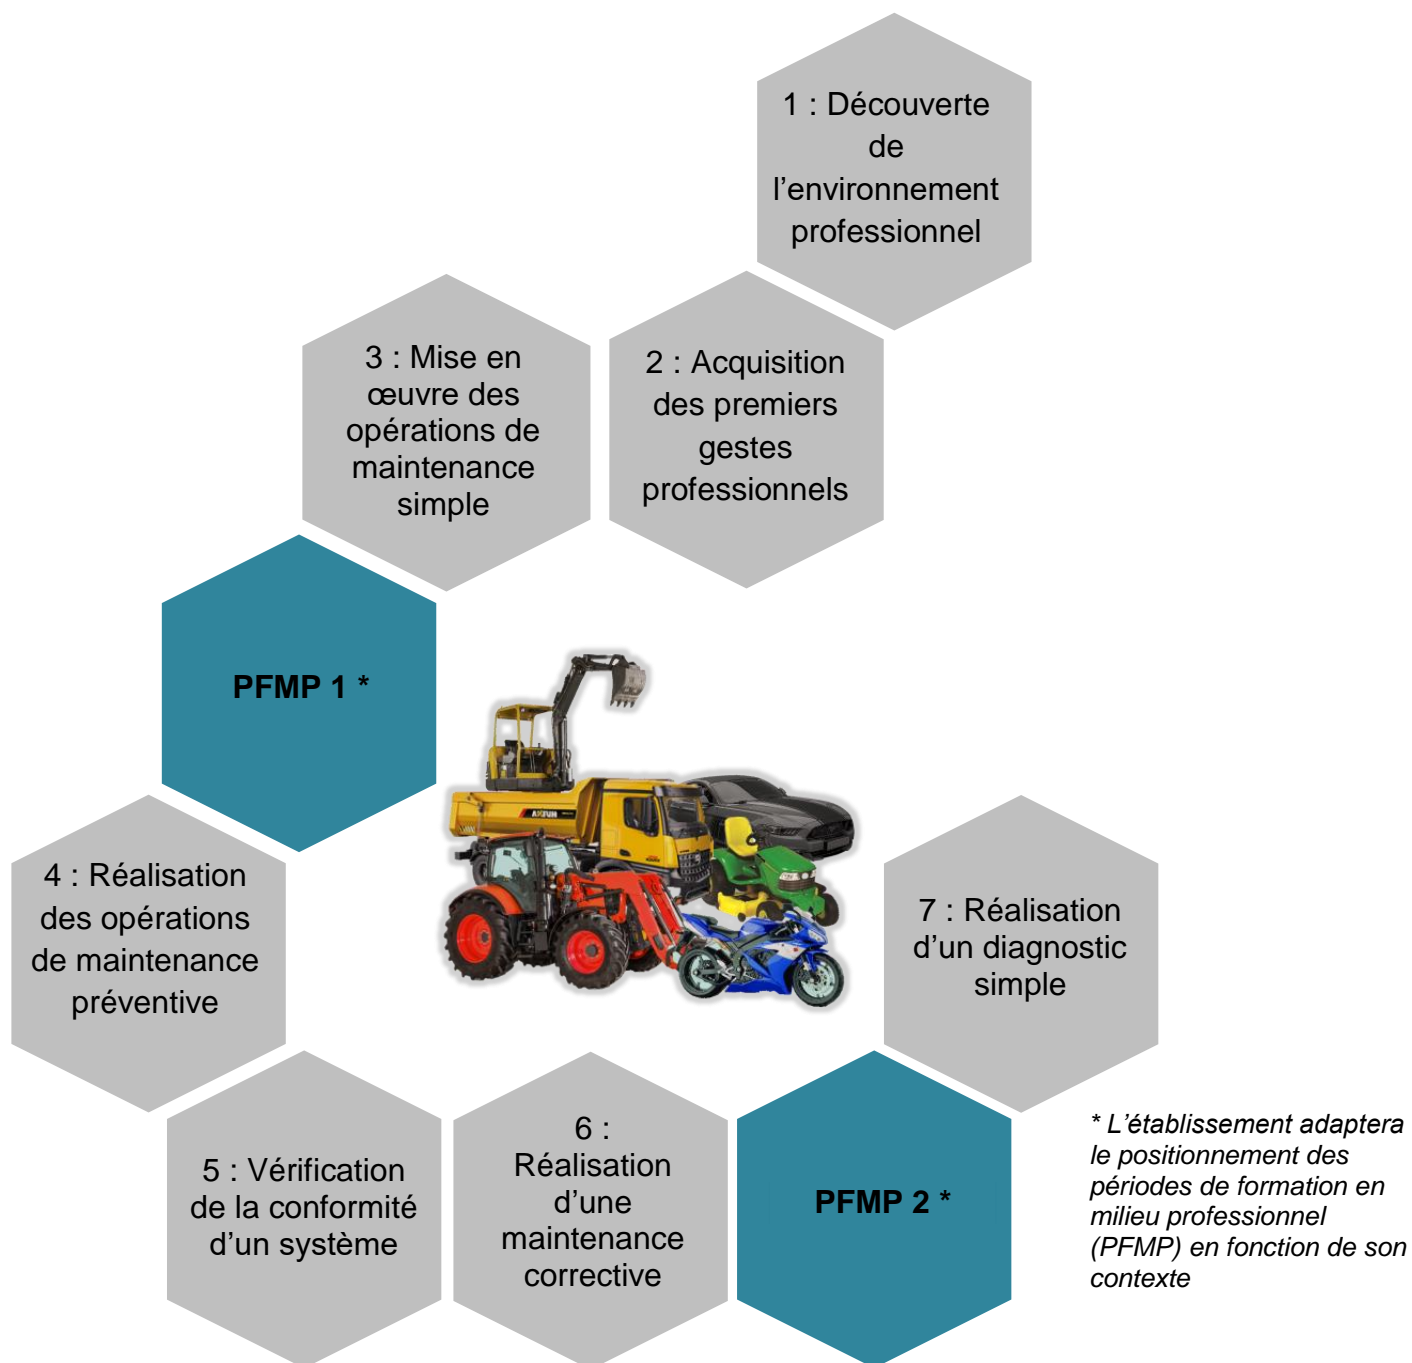 1 : Découverte
de
l’environnement
professionnel
2 : Acquisition
des premiers
gestes
professionnels
3 : Mise en
œuvre des
opérations de
maintenance
simple
PFMP 1 *
4 : Réalisation
des opérations
de maintenance
préventive
5 : Vérification
de la conformité
d’un système
6 :
Réalisation
d’une
maintenance
corrective
PFMP 2 *
7 : Réalisation
d’un diagnostic
simple
* L’établissement adaptera
le positionnement des
périodes de formation en
milieu professionnel
(PFMP) en fonction de son
contexte